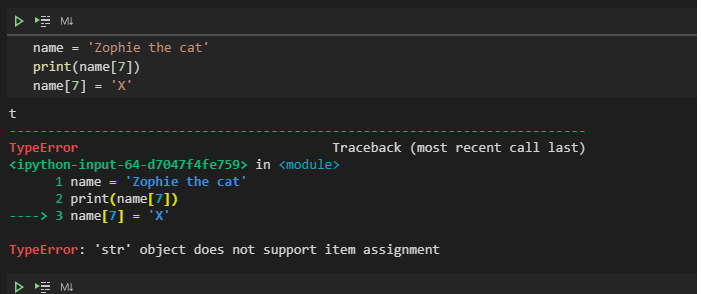 M↓
name = 'Zophie the cat'
print(name[7])
name[7] = 'X'
t
---------------------------------------------------------------------------
TypeError                                 Traceback (most recent call last)
<ipython-input-64-d7047f4fe759> in <module>
      1 name = 'Zophie the cat'
      2 print(name[7])
----> 3 name[7] = 'X'
TypeError: 'str' object does not support item assignment
M↓